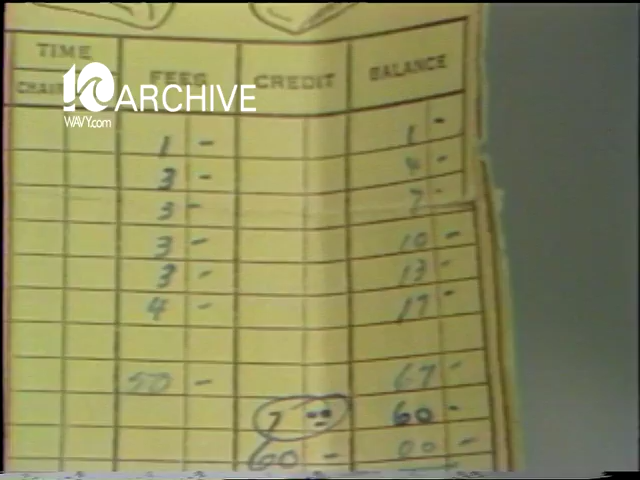 TIME FEES CREDIT BALANCE
CHAIR
10 ARCHIVE
WAVY.com
1 - 1 -
3 - 4 -
3 - 7 -
3 - 10 -
3 - 13 -
4 - 17 -
50 - 67 -
7 -- 60 -
60 - 00 -